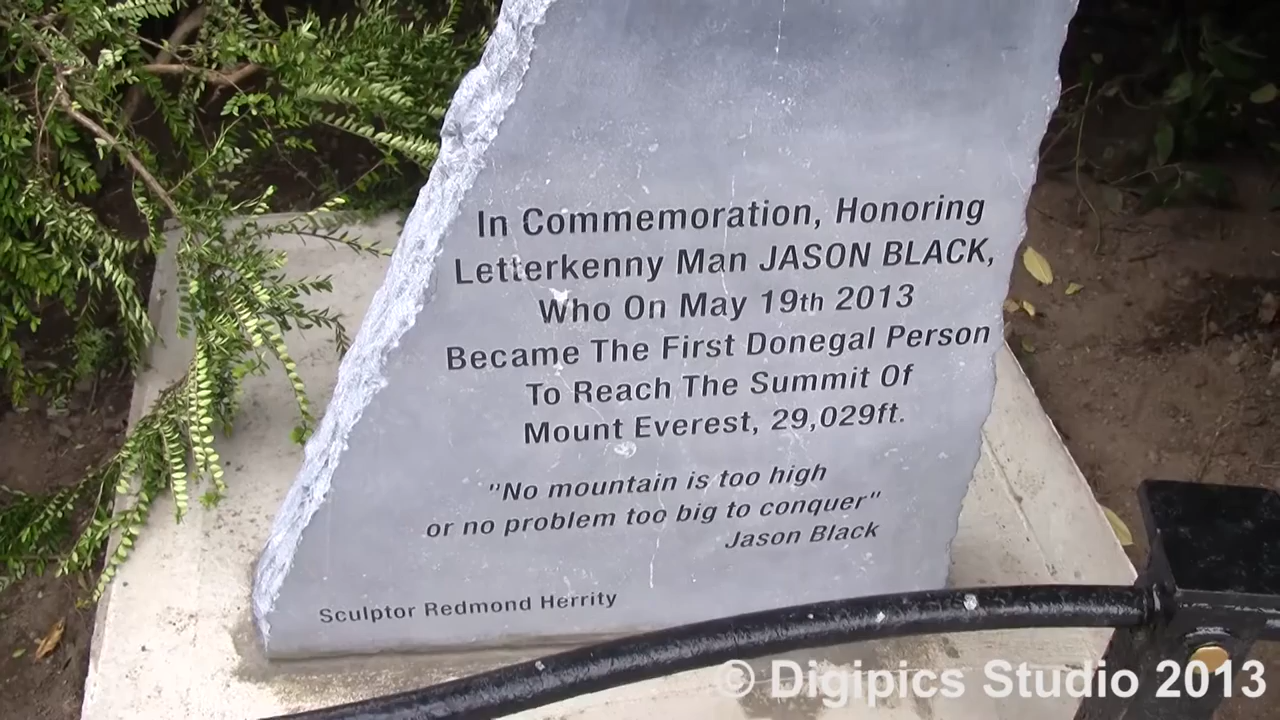 In Commemoration, Honoring
Letterkenny Man JASON BLACK,
Who On May 19th 2013
Became The First Donegal Person
To Reach The Summit Of
Mount Everest, 29,029ft.
"No mountain is too high
or no problem too big to conquer"
Jason Black
Sculptor Redmond Herrity
© Digipics Studio 2013